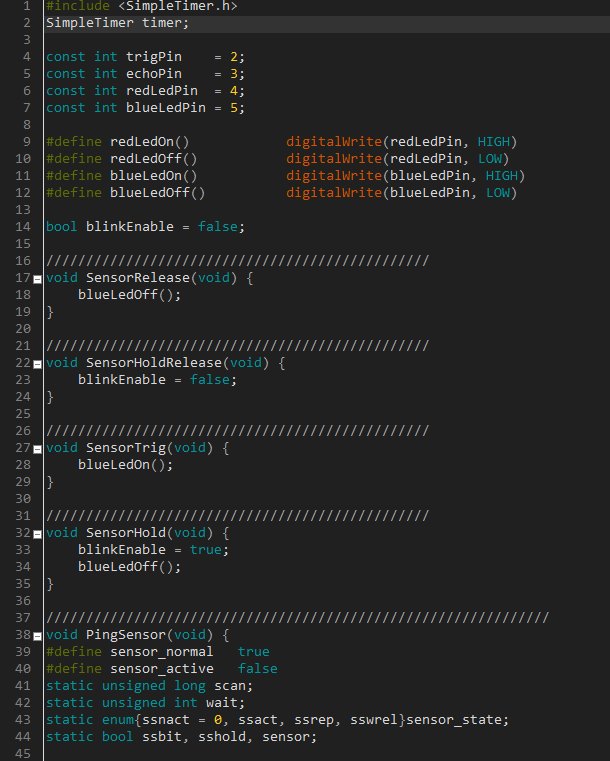 1 #include <SimpleTimer.h>
2 SimpleTimer timer;
3
4 const int trigPin    = 2;
5 const int echoPin    = 3;
6 const int redLedPin  = 4;
7 const int blueLedPin = 5;
8
9 #define redLedOn()            digitalWrite(redLedPin, HIGH)
10 #define redLedOff()           digitalWrite(redLedPin, LOW)
11 #define blueLedOn()           digitalWrite(blueLedPin, HIGH)
12 #define blueLedOff()          digitalWrite(blueLedPin, LOW)
13
14 bool blinkEnable = false;
15
16 ////////////////////////////////////////////////
17 void SensorRelease(void) {
18     blueLedOff();
19 }
20
21 ////////////////////////////////////////////////
22 void SensorHoldRelease(void) {
23     blinkEnable = false;
24 }
25
26 ////////////////////////////////////////////////
27 void SensorTrig(void) {
28     blueLedOn();
29 }
30
31 ////////////////////////////////////////////////
32 void SensorHold(void) {
33     blinkEnable = true;
34     blueLedOff();
35 }
36
37 ///////////////////////////////////////////////////////////////
38 void PingSensor(void) {
39 #define sensor_normal   true
40 #define sensor_active   false
41 static unsigned long scan;
42 static unsigned int wait;
43 static enum{ssnact = 0, ssact, ssrep, sswrel}sensor_state;
44 static bool ssbit, sshold, sensor;
45